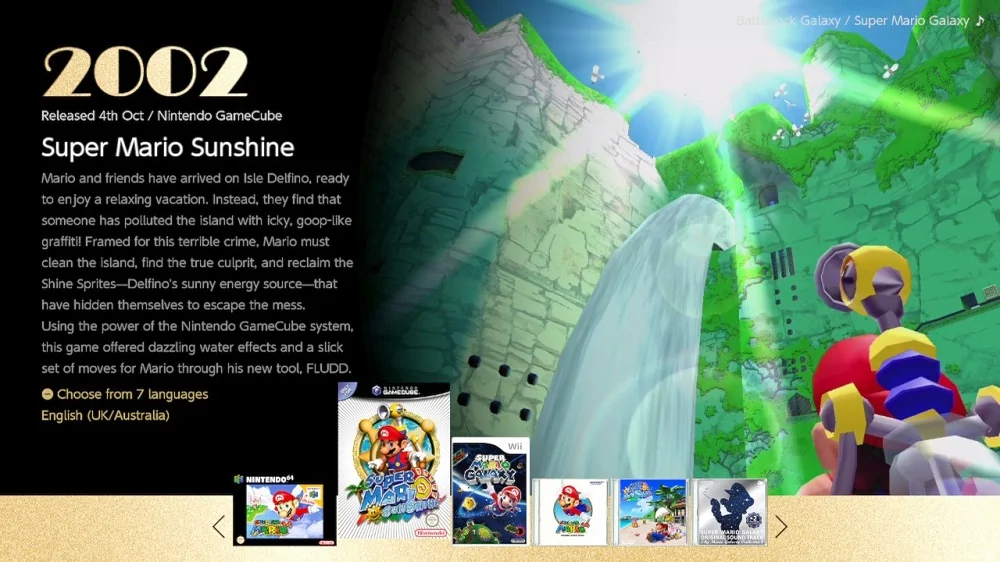 Galaxy / Super Mario Galaxy ♪
2002
Released 4th Oct / Nintendo GameCube
Super Mario Sunshine
Mario and friends have arrived on Isle Delfino, ready
to enjoy a relaxing vacation. Instead, they find that
someone has polluted the island with icky, goop-like
graffiti! Framed for this terrible crime, Mario must
clean the island, find the true culprit, and reclaim the
Shine Sprites—Delfino's sunny energy source—that
have hidden themselves to escape the mess.
Using the power of the Nintendo GameCube system,
this game offered dazzling water effects and a slick
set of moves for Mario through his new tool, FLUDD.
Choose from 7 languages
English (UK/Australia)
NINTENDO 64
NINTENDO
GAMECUBE
SUPER
MARIO
SUNSHINE
Nintendo
Wii
SUPER
MARIO
GALAXY
SUPER MARIO GALAXY
ORIGINAL SOUND TRACK